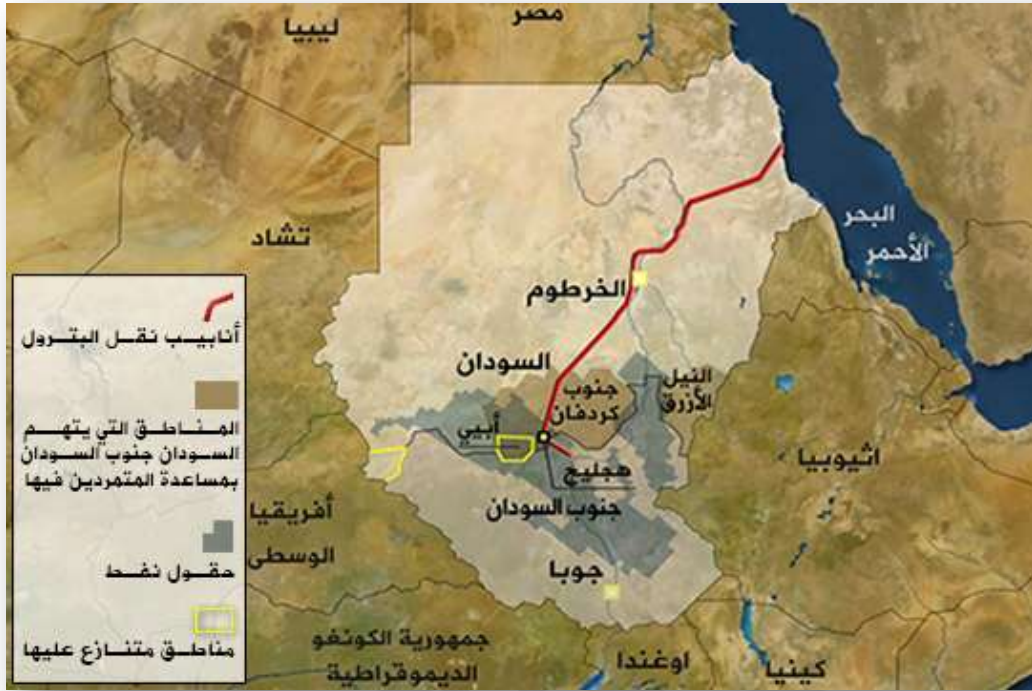 مصر
ليبيا
البحر
الأحمر
تشاد
الخرطوم
السودان
النيل
الأزرق
جنوب
كردفان
أبيي
هجليج
اثيوبيا
جنوب السودان
أفريقيا
الوسطى
جوبا
جمهورية الكونغو
الديموقراطية
اوغندا
كينيا
أنابيب نقل البترول
المناطق التي يتهم
السودان جنوب السودان
بمساعدة المتمردين فيها
حقول نفط
مناطق متنازع عليها